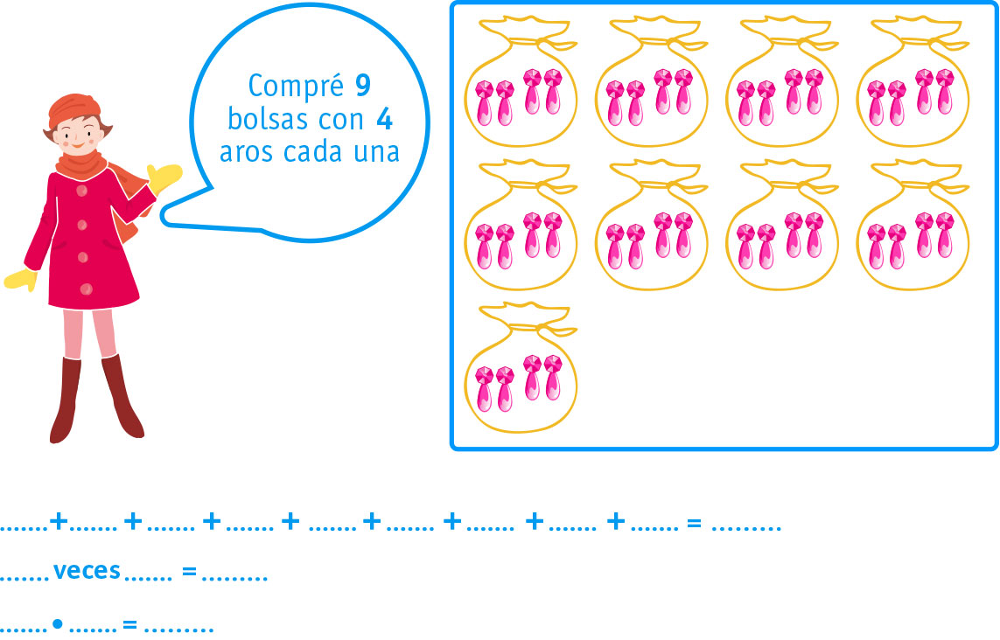 Compré 9
bolsas con 4
aros cada una
.......+.......+.......+.......+.......+.......+.......+.......+.......=.........
.......veces.......=.........
.......•.......=.........